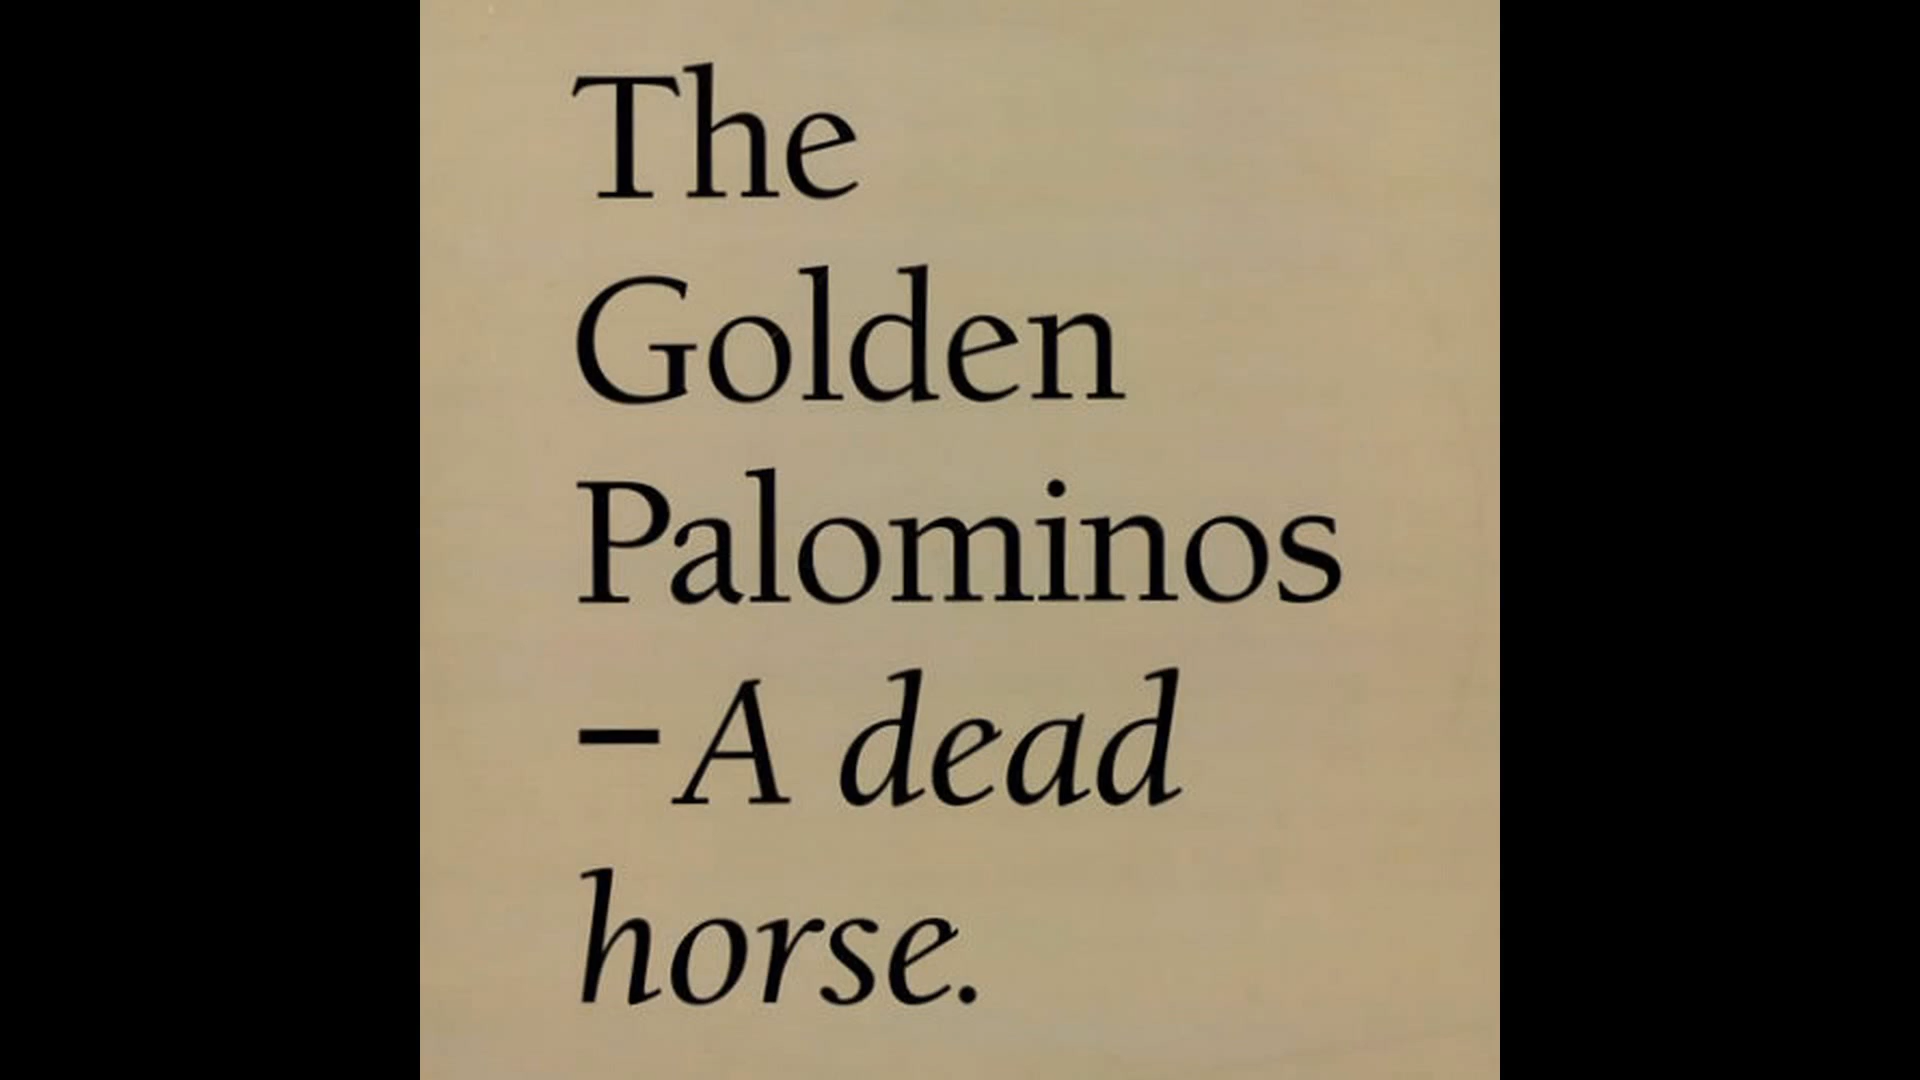 The
Golden
Palominos
–A dead
horse.